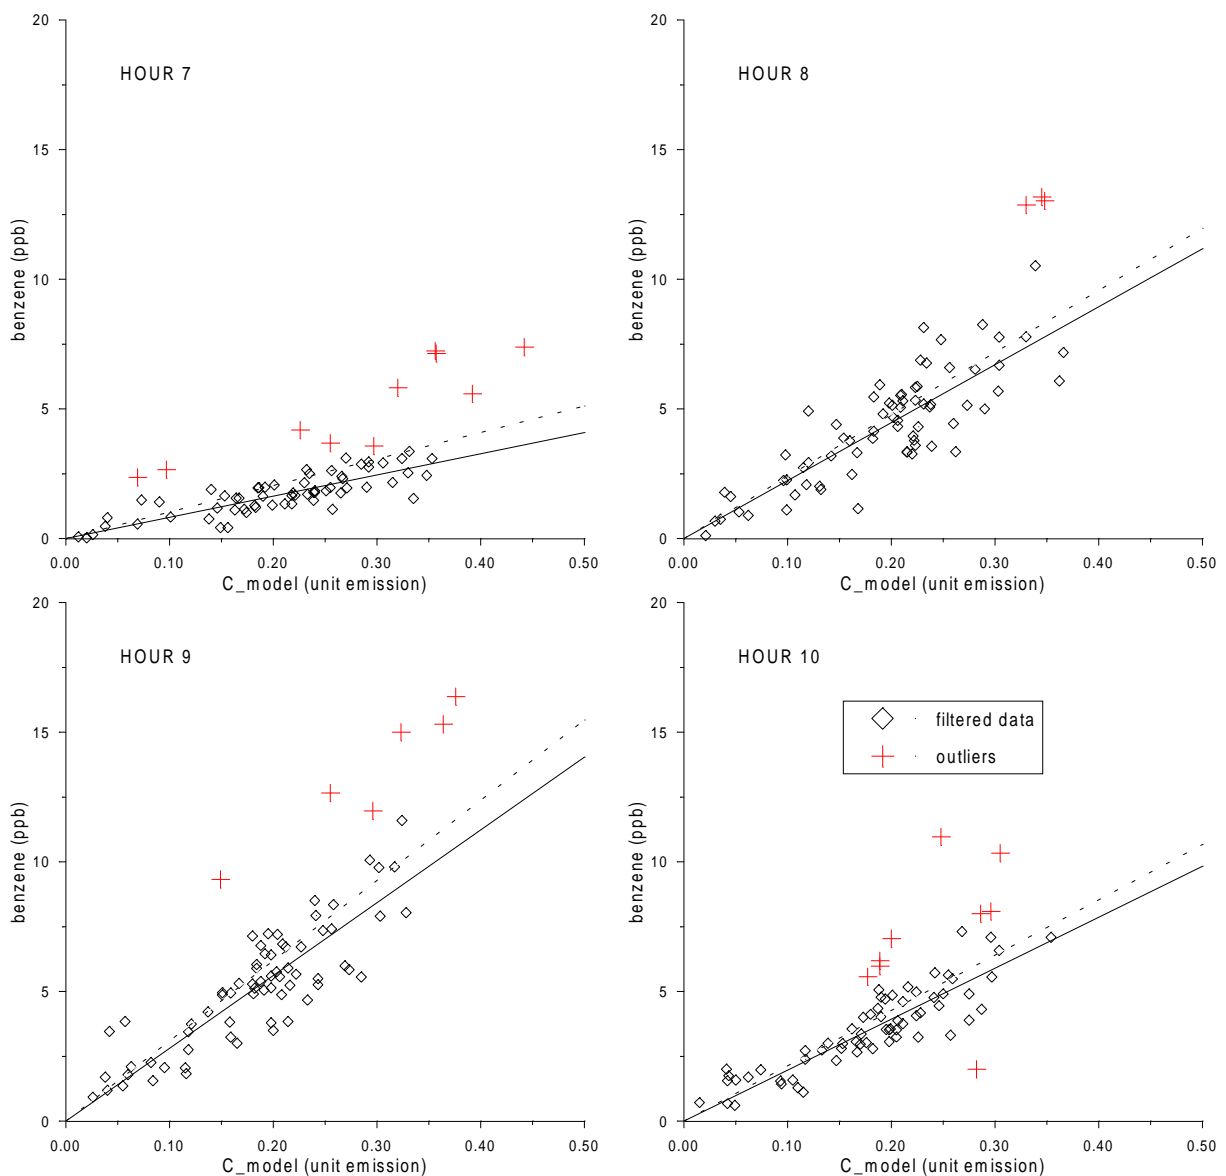 20
15
10
5
0
benzene (ppb)
HOUR 7
0.00 0.10 0.20 0.30 0.40 0.50
C_model (unit emission)
20
15
10
5
0
benzene (ppb)
HOUR 8
0.00 0.10 0.20 0.30 0.40 0.50
C_model (unit emission)
20
15
10
5
0
benzene (ppb)
HOUR 9
0.00 0.10 0.20 0.30 0.40 0.50
C_model (unit emission)
20
15
10
5
0
benzene (ppb)
HOUR 10
filtered data
outliers
0.00 0.10 0.20 0.30 0.40 0.50
C_model (unit emission)